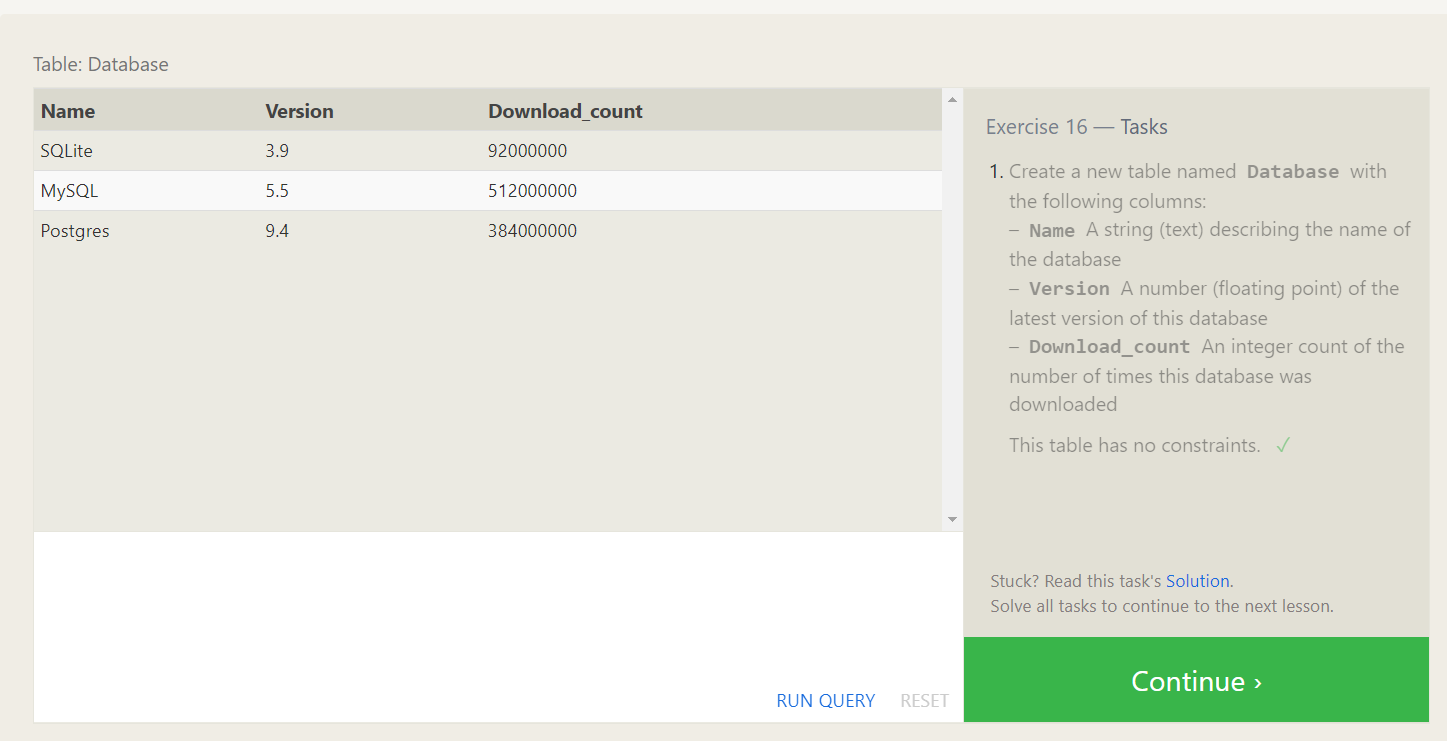 Table: Database
Name Version Download_count
SQLite 3.9 92000000
MySQL 5.5 512000000
Postgres 9.4 384000000
RUN QUERY RESET
Exercise 16 — Tasks
1. Create a new table named Database with
the following columns:
– Name A string (text) describing the name of
the database
– Version A number (floating point) of the
latest version of this database
– Download_count An integer count of the
number of times this database was
downloaded
This table has no constraints. ✓
Stuck? Read this task's Solution.
Solve all tasks to continue to the next lesson.
Continue ›